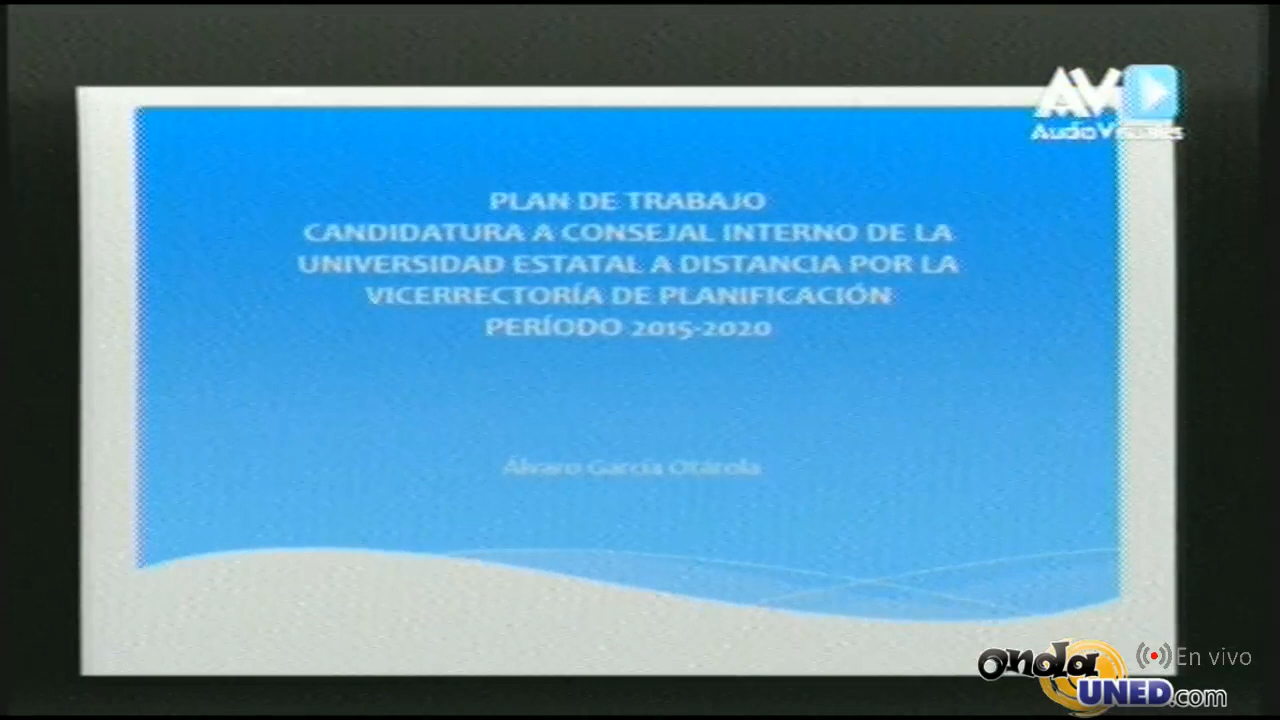 AV
AudioVisuales
PLAN DE TRABAJO
CANDIDATURA A CONSEJAL INTERNO DE LA
UNIVERSIDAD ESTATAL A DISTANCIA POR LA
VICERRECTORÍA DE PLANIFICACIÓN
PERÍODO 2015-2020
Álvaro García Otárola
En vivo
onda
UNED.com